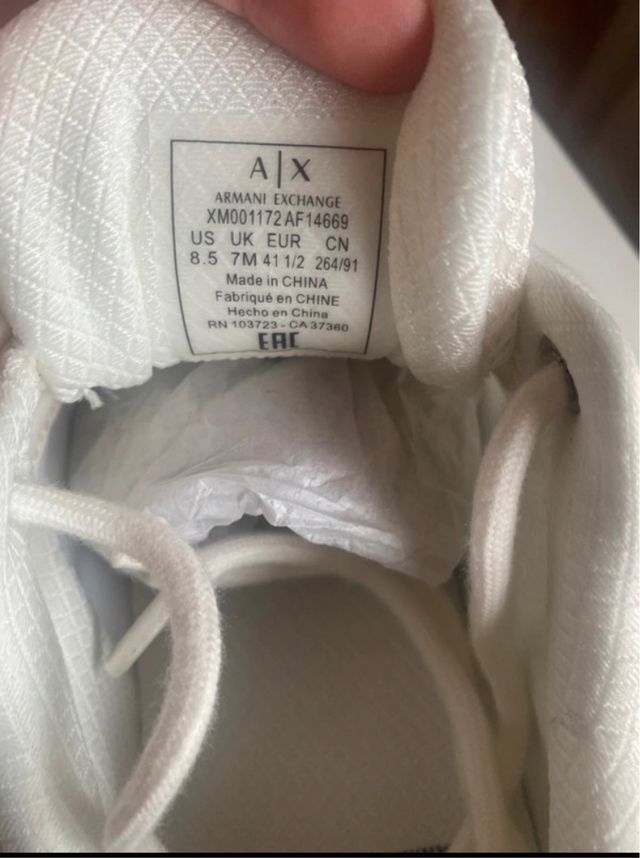 A|X
ARMANI EXCHANGE
XM001172 AF14669
US UK EUR CN
8.5 7M 41 1/2 264/91
Made in CHINA
Fabriqué en CHINE
Hecho en China
RN 103723 - CA 37360
EAC